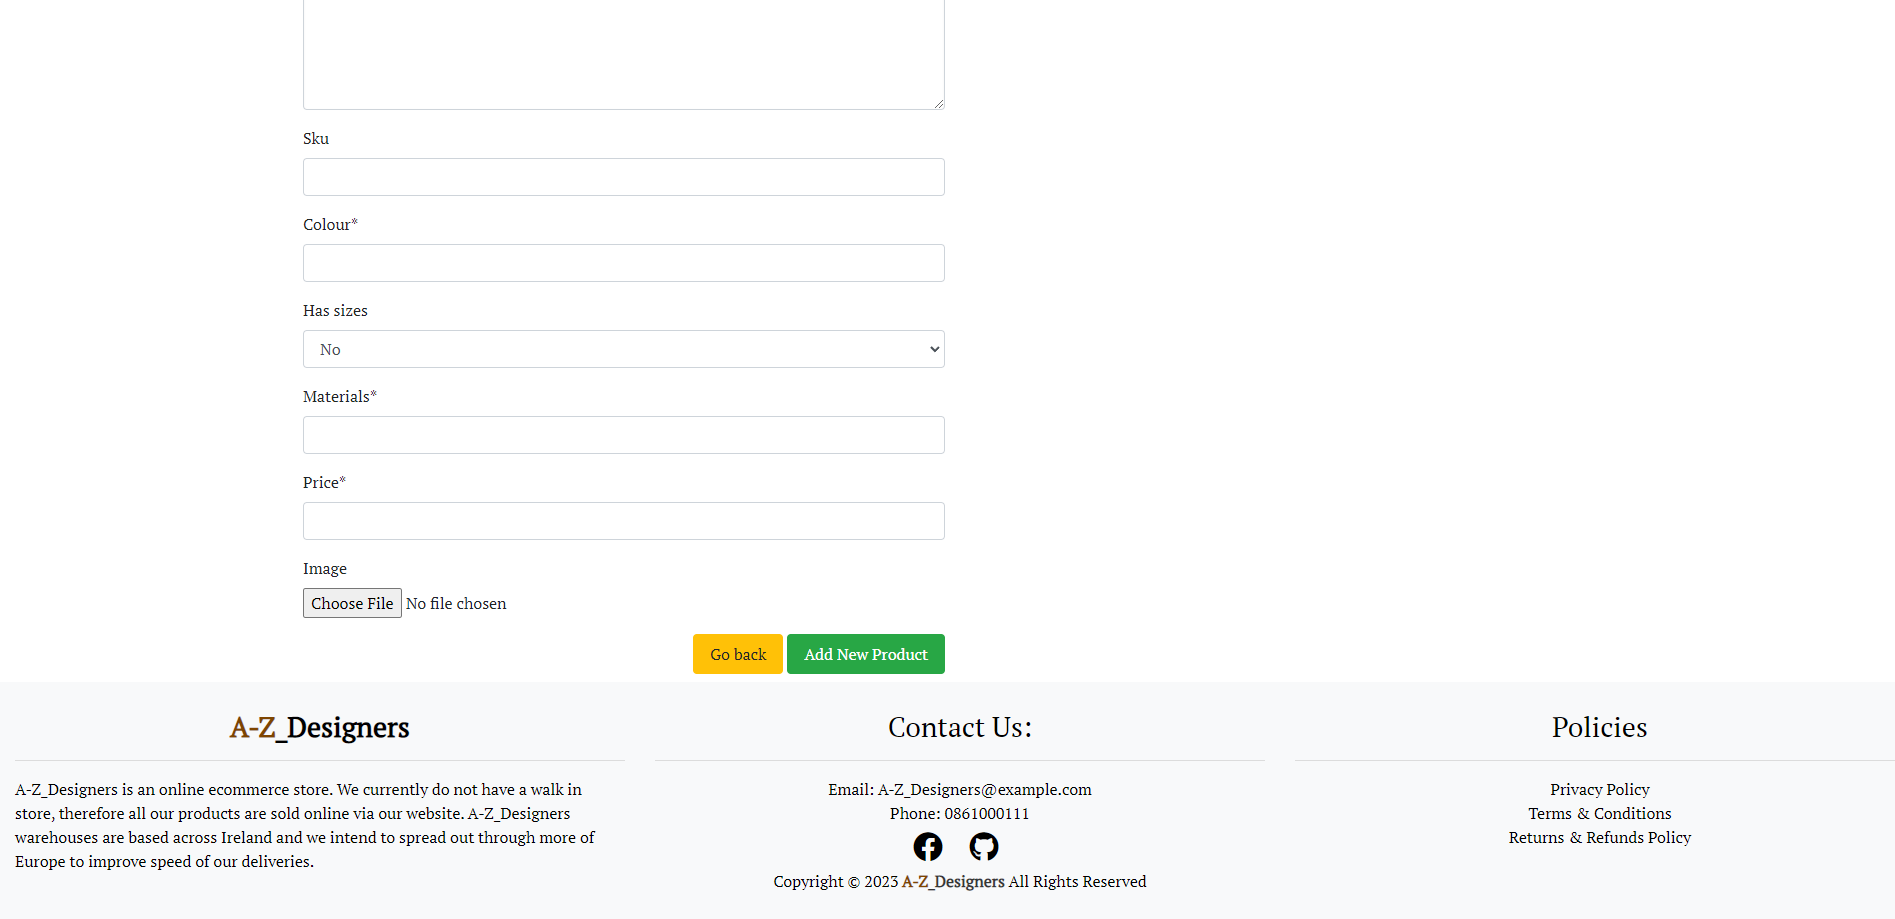 Sku
Colour*
Has sizes
No
Materials*
Price*
Image
Choose File No file chosen
Go back Add New Product
A-Z_Designers
A-Z_Designers is an online ecommerce store. We currently do not have a walk in
store, therefore all our products are sold online via our website. A-Z_Designers
warehouses are based across Ireland and we intend to spread out through more of
Europe to improve speed of our deliveries.
Contact Us:
Email: A-Z_Designers@example.com
Phone: 0861000111
Copyright © 2023 A-Z_Designers All Rights Reserved
Policies
Privacy Policy
Terms & Conditions
Returns & Refunds Policy